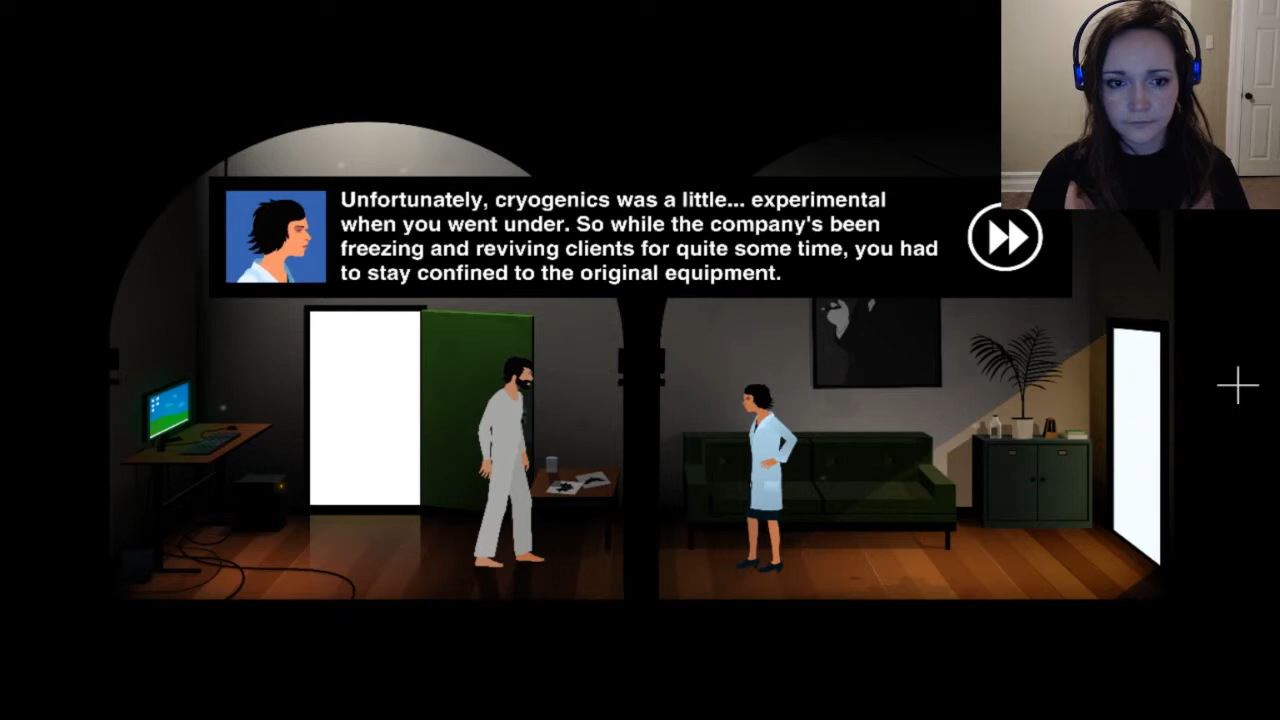 Unfortunately, cryogenics was a little... experimental
when you went under. So while the company's been
freezing and reviving clients for quite some time, you had
to stay confined to the original equipment.